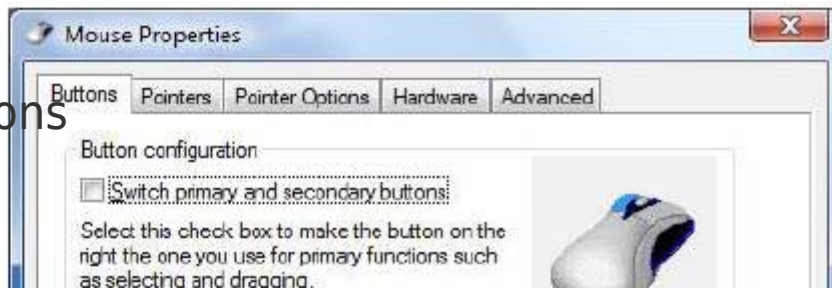 Mouse Properties
Buttons Pointers Pointer Options Hardware Advanced
ons
Button configuration
Switch primary and secondary buttons
Select this check box to make the button on the
right the one you use for primary functions such
as selecting and dragging.